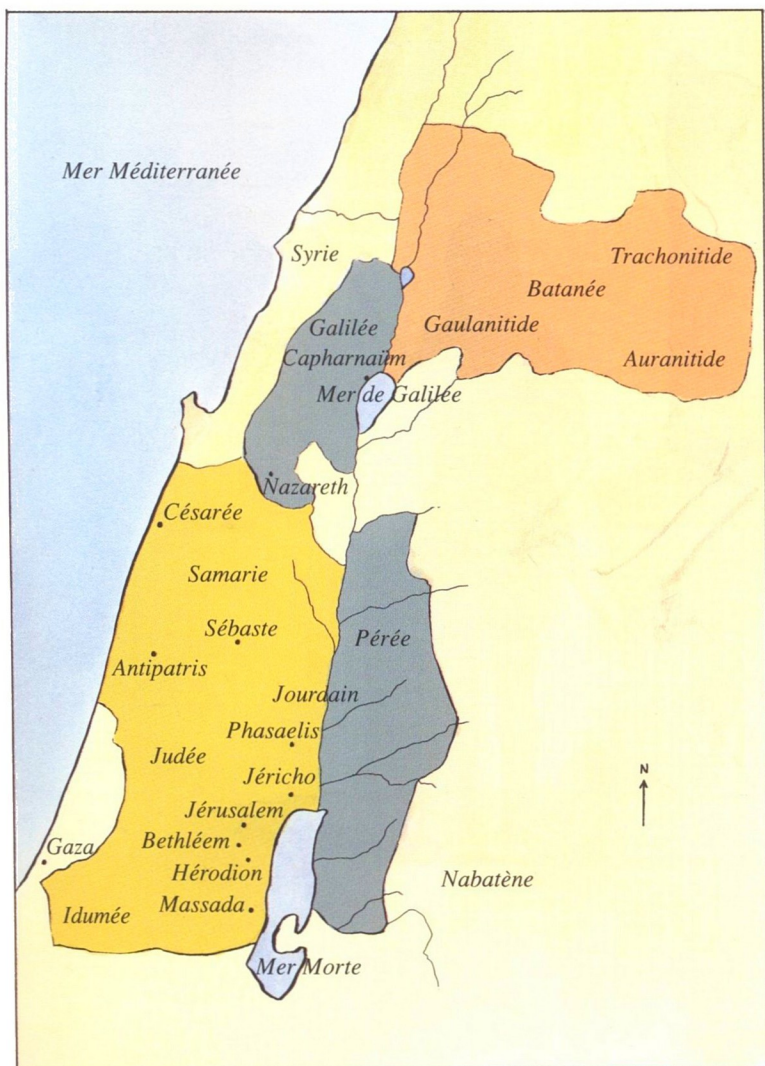 Mer Méditerranée
Syrie
Trachonitide
Batanée
Galilée
Gaulanitide
Capharnaüm
Auranitide
Mer de Galilée
Nazareth
Césarée
Samarie
Sébaste
Pérée
Antipatris
Jourdain
Phasaelis
Judée
N
Jéricho
Jérusalem
Bethléem
Gaza
Hérodion
Nabatène
Massada
Idumée
Mer Morte